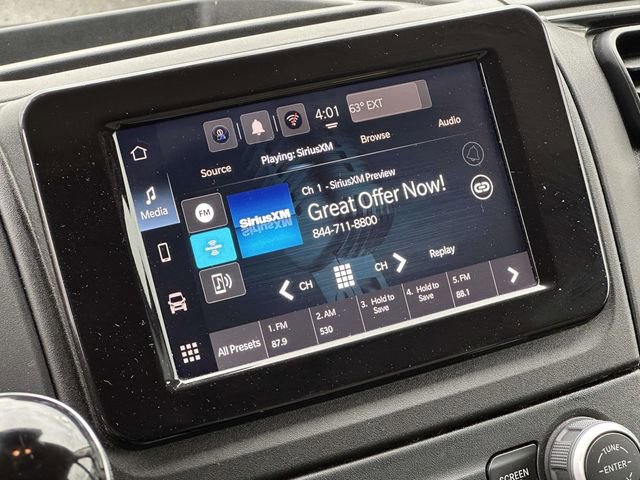 4:01
63° EXT
Source
Playing: SiriusXM
Browse
Audio
Media
FM
SiriusXM
Ch 1 - SiriusXM Preview
Great Offer Now!
844-711-8800
CH
CH
Replay
All Presets
1. FM
87.9
2. AM
530
3. Hold to
Save
4. Hold to
Save
5. FM
88.1
SCREEN
TUNE
ENTER